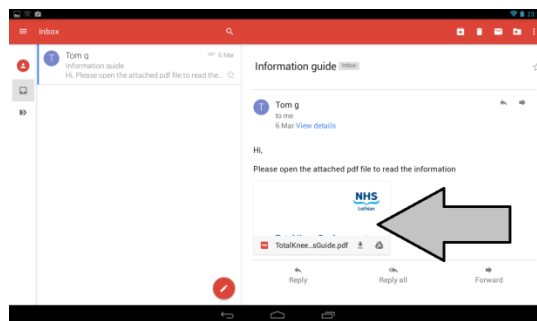 23
Inbox
Tom g
6 Mar
Information guide
Hi, Please open the attached pdf file to read the...
Information guide Inbox
Tom g
to me
6 Mar View details
Hi,
Please open the attached pdf file to read the information
NHS
Lothian
TotalKnee...sGuide.pdf
Reply
Reply all
Forward